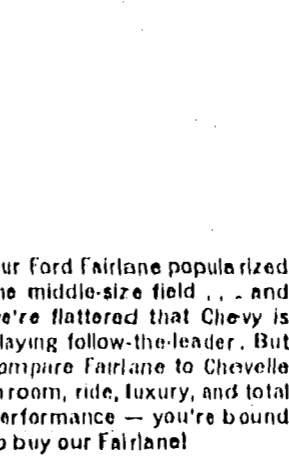 ur Ford Fairlane popularized
he middle-size field . . . and
e're flattered that Chevy is
laying follow-the-leader. But
ompare Fairlane to Chevelle
n room, ride, luxury, and total
erformance — you're bound
o buy our Fairlane!